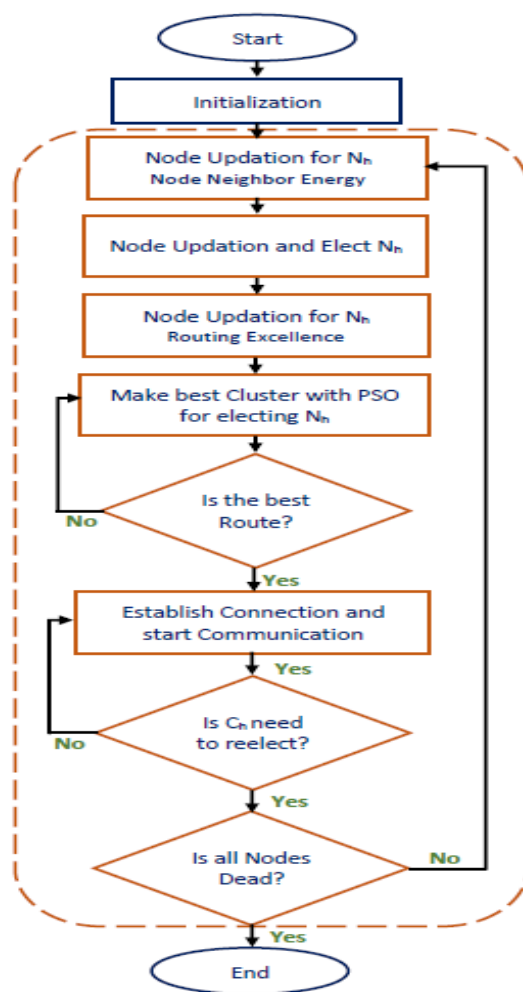 Start
Initialization
Node Updation for Nₕ
Node Neighbor Energy
Node Updation and Elect Nₕ
Node Updation for Nₕ
Routing Excellence
Make best Cluster with PSO
for electing Nₕ
Is the best
Route?
No
Yes
Establish Connection and
start Communication
Yes
Is Cₕ need
to reelect?
No
Yes
Is all Nodes
Dead?
No
Yes
End